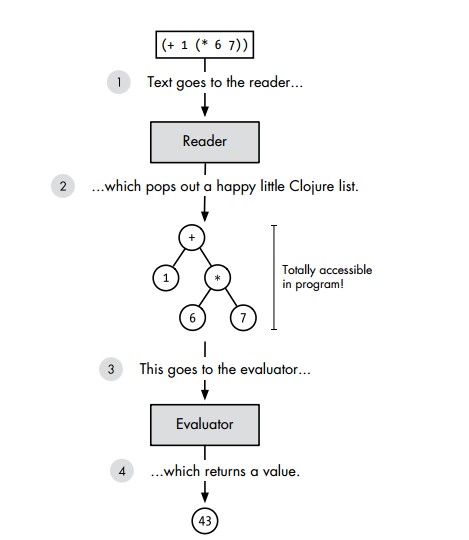 (+ 1 (* 6 7))
1 Text goes to the reader...
Reader
2 ...which pops out a happy little Clojure list.
+
1 *
Totally accessible
in program!
6 7
3 This goes to the evaluator...
Evaluator
4 ...which returns a value.
43